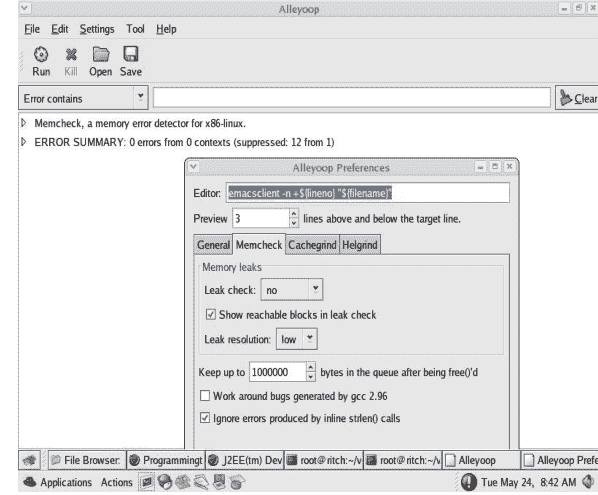 Alleyoop
File Edit Settings Tool Help
Run Kill Open Save
Error contains Clear
Memcheck, a memory error detector for x86-linux.
ERROR SUMMARY: 0 errors from 0 contexts (suppressed: 12 from 1)
Alleyoop Preferences
Editor: emacsclient -n +${lineno} "${filename}"
Preview 3 lines above and below the target line.
General Memcheck Cachegrind Helgrind
Memory leaks
Leak check: no
Show reachable blocks in leak check
Leak resolution: low
Keep up to 1000000 bytes in the queue after being free()'d
Work around bugs generated by gcc 2.96
Ignore errors produced by inline strlen() calls
File Browser: Programmingt J2EE(tm) Dev root@ritch:~/v root@ritch:~/v Alleyoop Alleyoop Prefe
Applications Actions Tue May 24, 8:42 AM